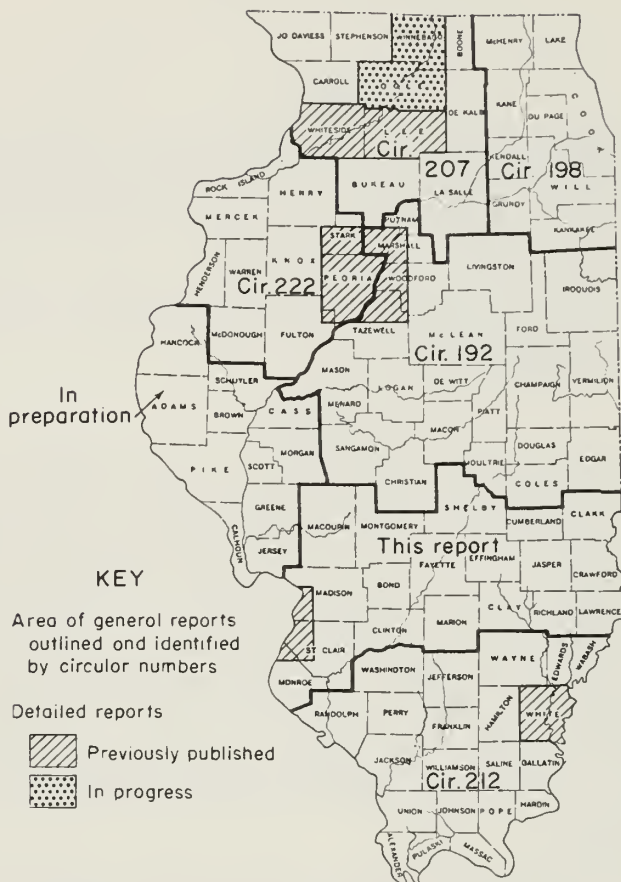 JO DAVIESS STEPHENSON WINNEBAGO BOONE McHENRY LAKE
CARROLL OGLE
DE KALB KANE COOK
DU PAGE
WHITESIDE LEE
Cir. 207 Cir. 198
KENDALL WILL
ROCK ISLAND
HENRY BUREAU LA SALLE GRUNDY
MERCER PUTNAM KANKAKEE
STARK MARSHALL
HENDERSON WARREN KNOX PEORIA WOODFORD LIVINGSTON IROQUOIS
Cir. 222
McDONOUGH FULTON TAZEWELL McLEAN FORD
HANCOCK Cir. 192
SCHUYLER MASON LOGAN DE WITT CHAMPAIGN VERMILION
In
preparation
ADAMS BROWN CASS MENARD PIATT
MACON
MORGAN SANGAMON DOUGLAS
PIKE SCOTT MOULTRIE EDGAR
CHRISTIAN COLES
GREENE SHELBY CLARK
CALHOUN MACOUPIN MONTGOMERY CUMBERLAND
JERSEY This report
FAYETTE EFFINGHAM JASPER CRAWFORD
MADISON BOND
CLAY RICHLAND LAWRENCE
CLINTON MARION
ST CLAIR WAYNE EDWARDS WABASH
MONROE WASHINGTON JEFFERSON
RANDOLPH PERRY HAMILTON WHITE
FRANKLIN
JACKSON WILLIAMSON SALINE GALLATIN
Cir. 212
UNION JOHNSON POPE HARDIN
ALEXANDER PULASKI MASSAC
KEY
Area of general reports
outlined and identified
by circular numbers
Detailed reports
Previously published
In progress